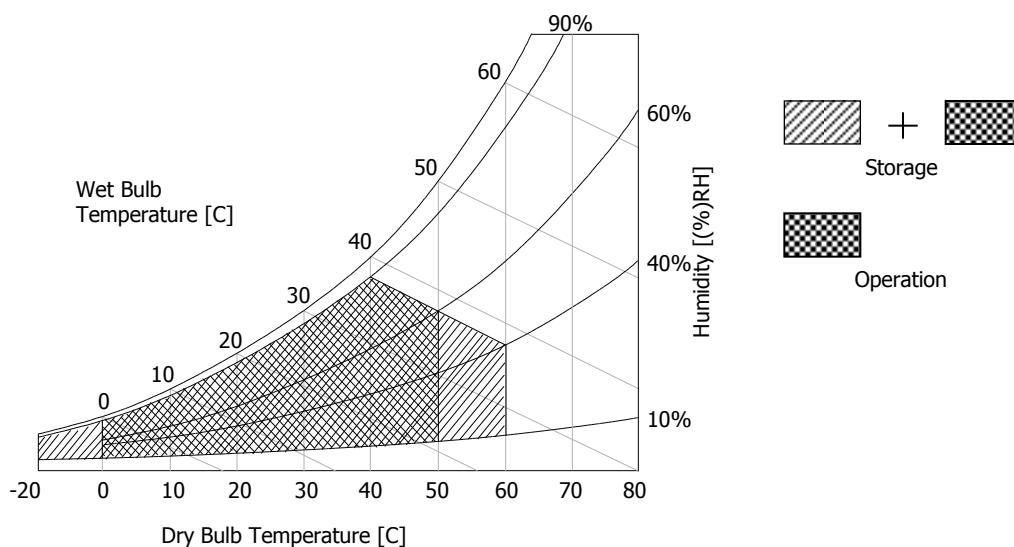 90%
60
60%
50
Wet Bulb
Temperature [C]
Storage
40
40%
Humidity [(%)RH]
Operation
30
20
10
0
10%
-20 0 10 20 30 40 50 60 70 80
Dry Bulb Temperature [C]